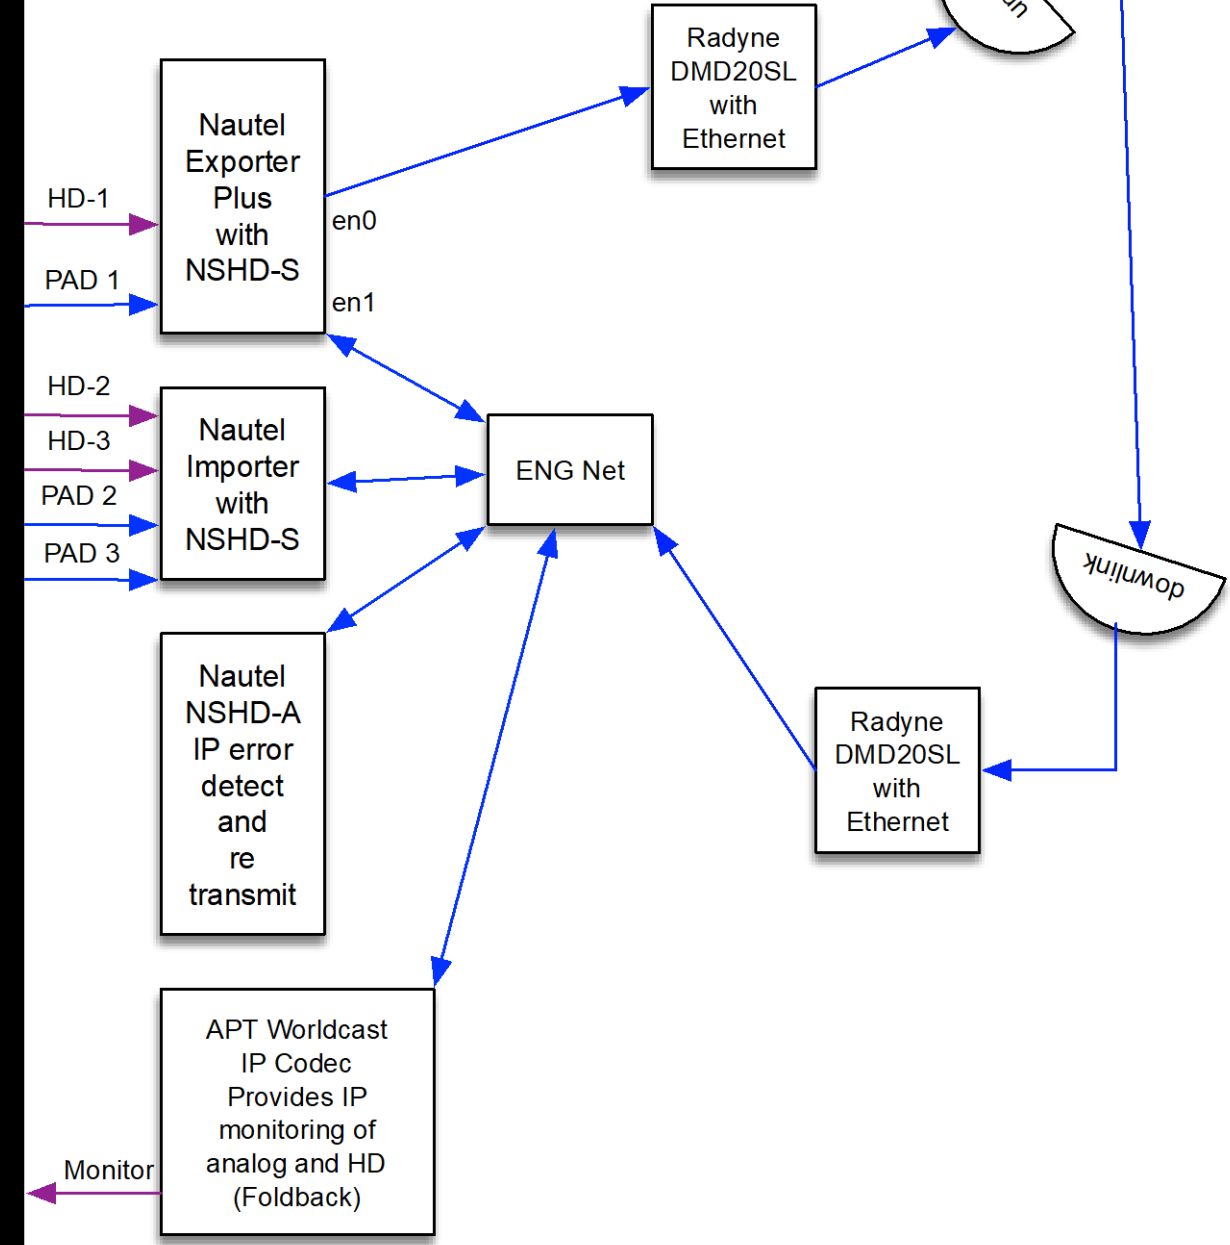 Radyne
DMD20SL
with
Ethernet
Nautel
Exporter
Plus
with
NSHD-S
HD-1
PAD 1
en0
en1
HD-2
HD-3
PAD 2
PAD 3
Nautel
Importer
with
NSHD-S
ENG Net
downlink
Nautel
NSHD-A
IP error
detect
and
re
transmit
Radyne
DMD20SL
with
Ethernet
APT Worldcast
IP Codec
Provides IP
monitoring of
analog and HD
(Foldback)
Monitor